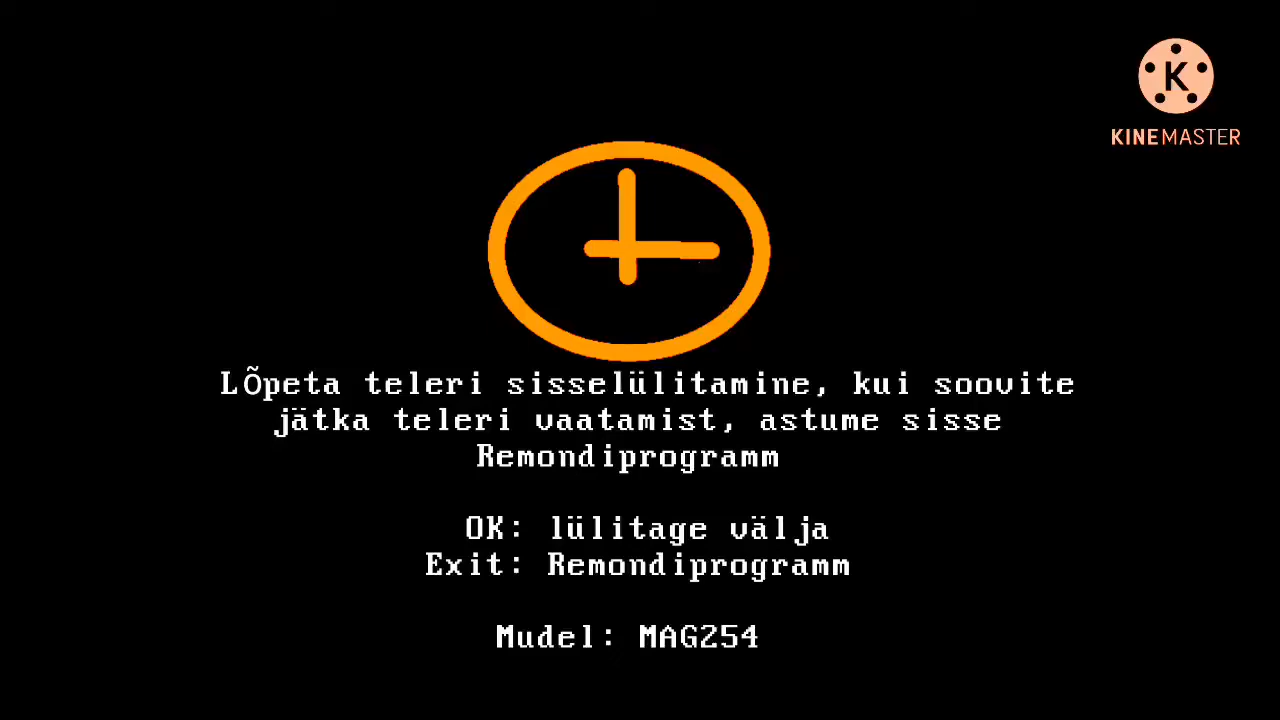 K
KINEMASTER
Lõpeta teleri sisselülitamine, kui soovite
jätka teleri vaatamist, astume sisse
Remondiprogramm
OK: lülitage välja
Exit: Remondiprogramm
Mudel: MAG254